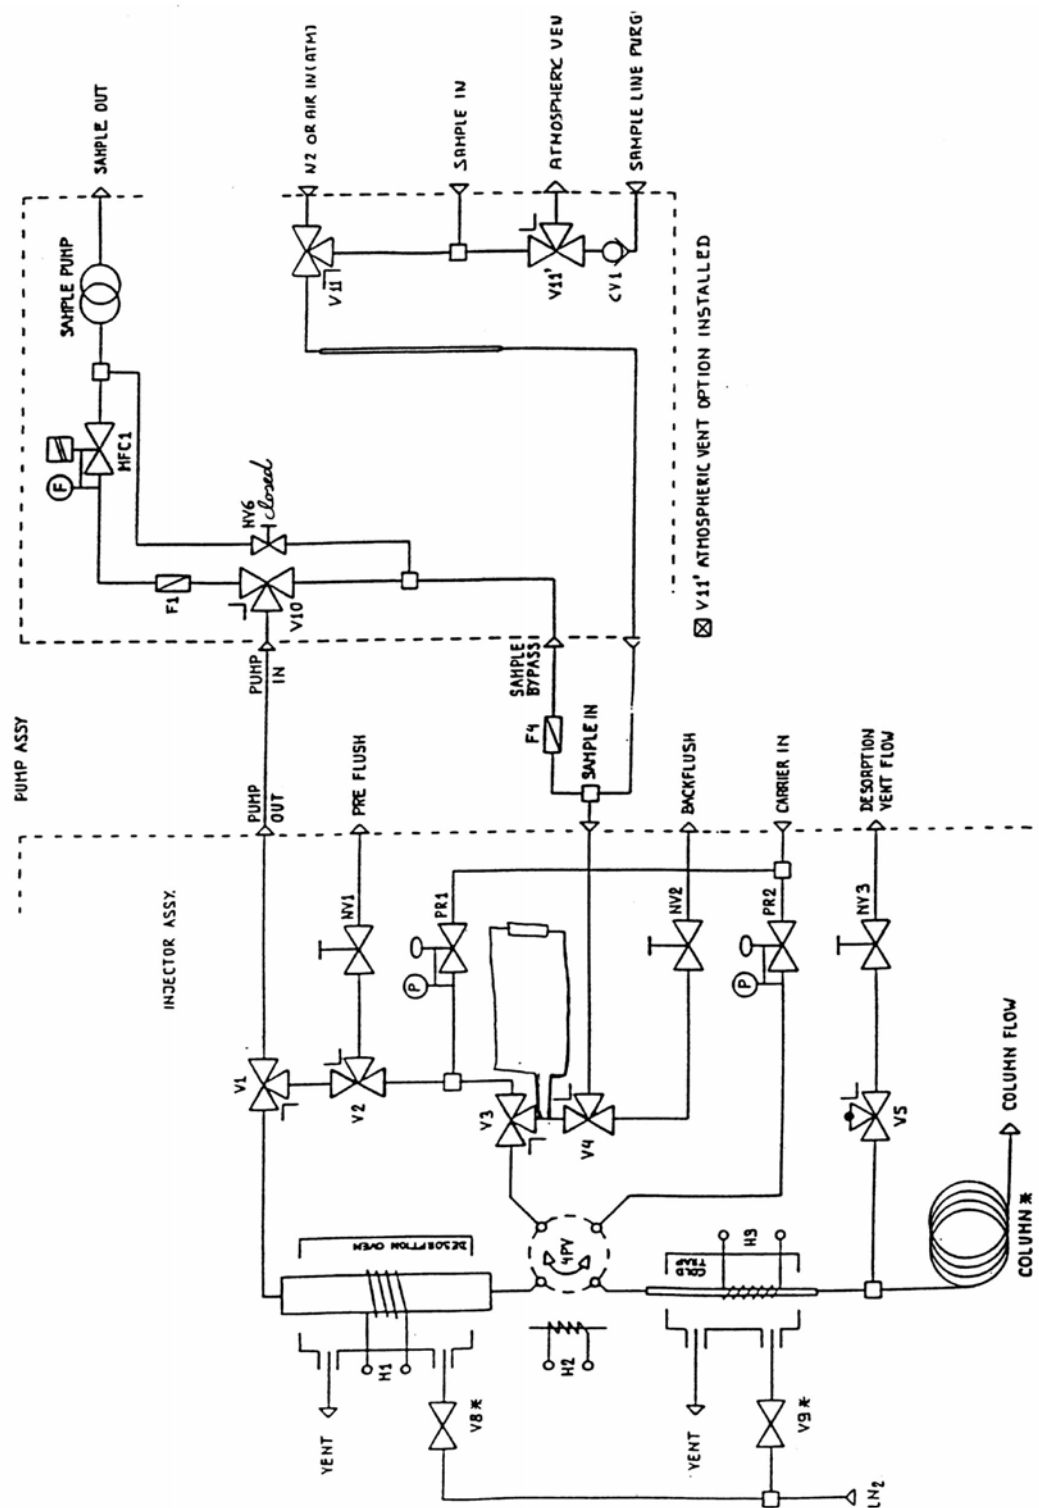 SAMPLE OUT
N2 OR AIR IN(ATM)
SAMPLE IN
ATMOSPHERIC VEN
SAMPLE LINE PURG
SAMPLE PUMP
MFC1
F
NV6
closed
F1
V10
V11
V11'
CV1
☒ V11' ATMOSPHERIC VENT OPTION INSTALLED
PUMP ASSY
PUMP IN
SAMPLE BYPASS
F4
SAMPLE IN
PUMP OUT
PRE FLUSH
BACKFLUSH
CARRIER IN
DESORPTION
VENT FLOW
INJECTOR ASSY.
NV1
PR1
P
NV2
PR2
P
NV3
V1
V2
V3
V4
V5
COLUMN FLOW
COLUMN*
DESORPTION OVEN
4PV
COLD
TRAP
H3
H1
H2
VENT
V8*
VENT
V9*
LN2